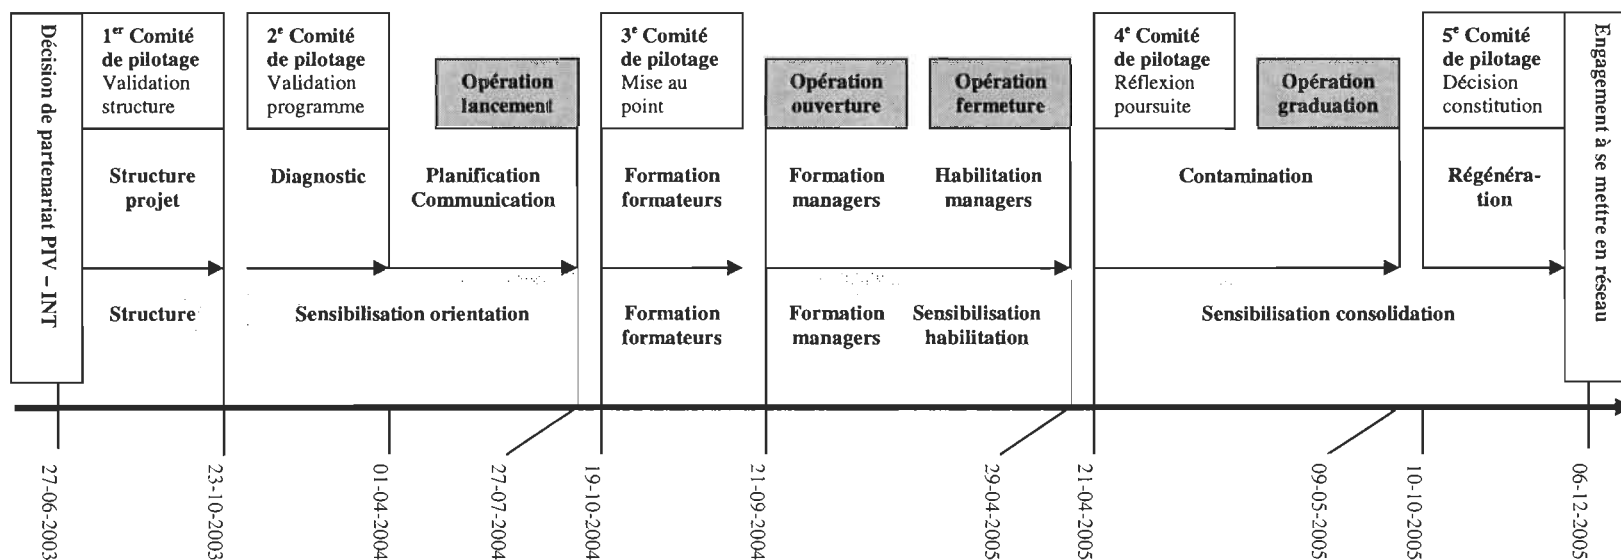 Décision de partenariat PIV – INT
1er Comité
de pilotage
Validation
structure
2e Comité
de pilotage
Validation
programme
Opération
lancement
3e Comité
de pilotage
Mise au
point
Opération
ouverture
Opération
fermeture
4e Comité
de pilotage
Réflexion
poursuite
Opération
graduation
5e Comité
de pilotage
Décision
constitution
Engagement à se mettre en réseau
Structure
projet
Diagnostic
Planification
Communication
Formation
formateurs
Formation
managers
Habilitation
managers
Contamination
Régénéra-
tion
Structure
Sensibilisation orientation
Formation
formateurs
Formation
managers
Sensibilisation
habilitation
Sensibilisation consolidation
27-06-2003
23-10-2003
01-04-2004
27-07-2004
19-10-2004
21-09-2004
29-04-2005
21-04-2005
09-05-2005
10-10-2005
06-12-2005